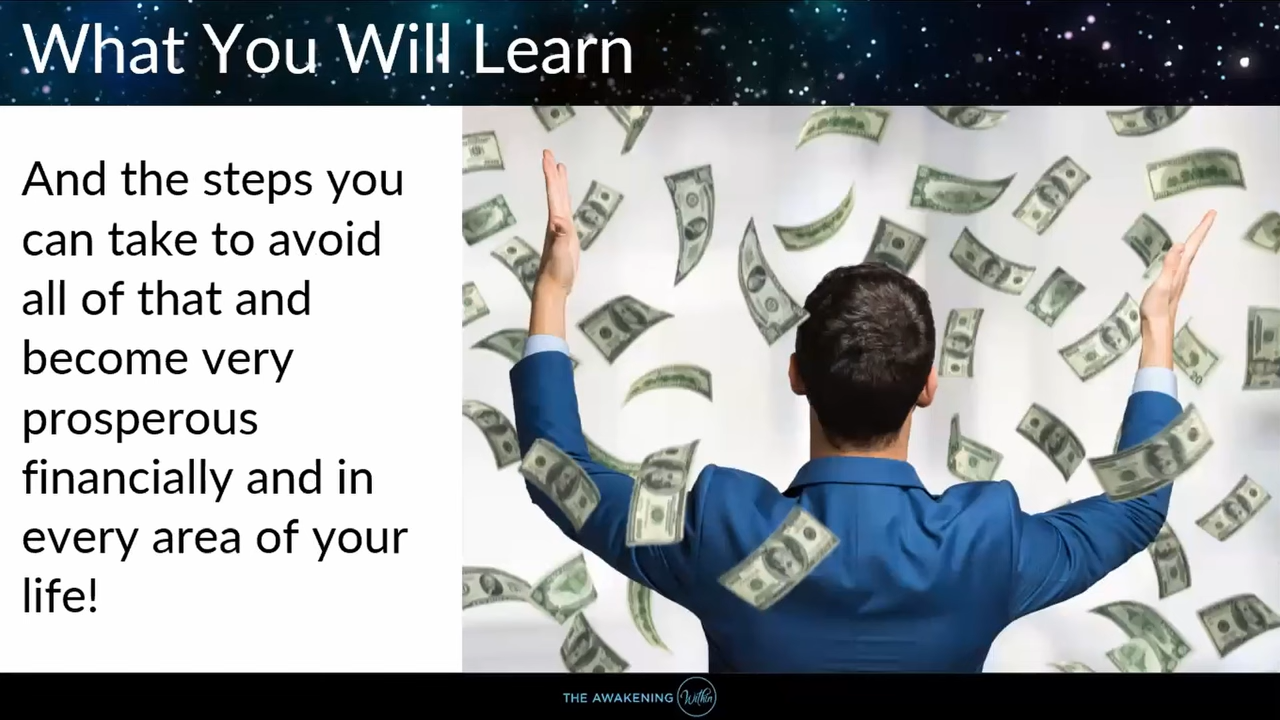 What You Will Learn
And the steps you
can take to avoid
all of that and
become very
prosperous
financially and in
every area of your
life!
THE AWAKENING Within